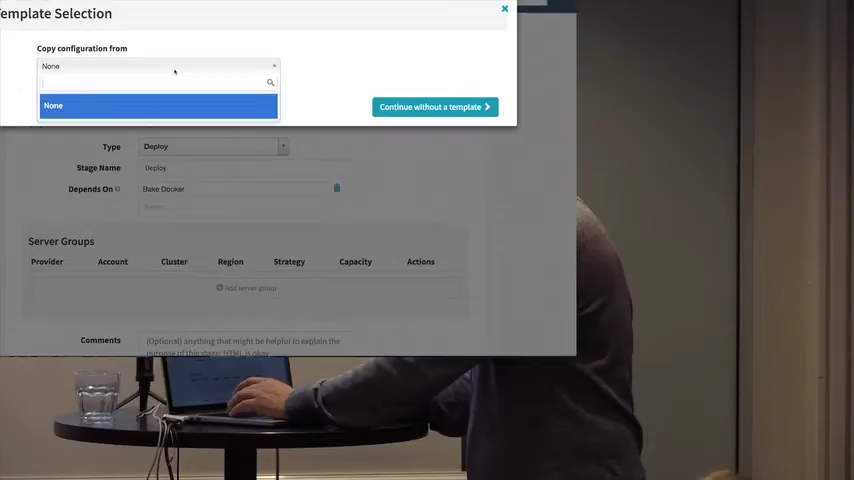 emplate Selection
Copy configuration from
None
None
Continue without a template
Type
Deploy
Stage Name
Deploy
Depends On
Bake Docker
Server Groups
Provider Account Cluster Region Strategy Capacity Actions
Add server group
Comments
(Optional) anything that might be helpful to explain the
purpose of this stage; HTML is okay